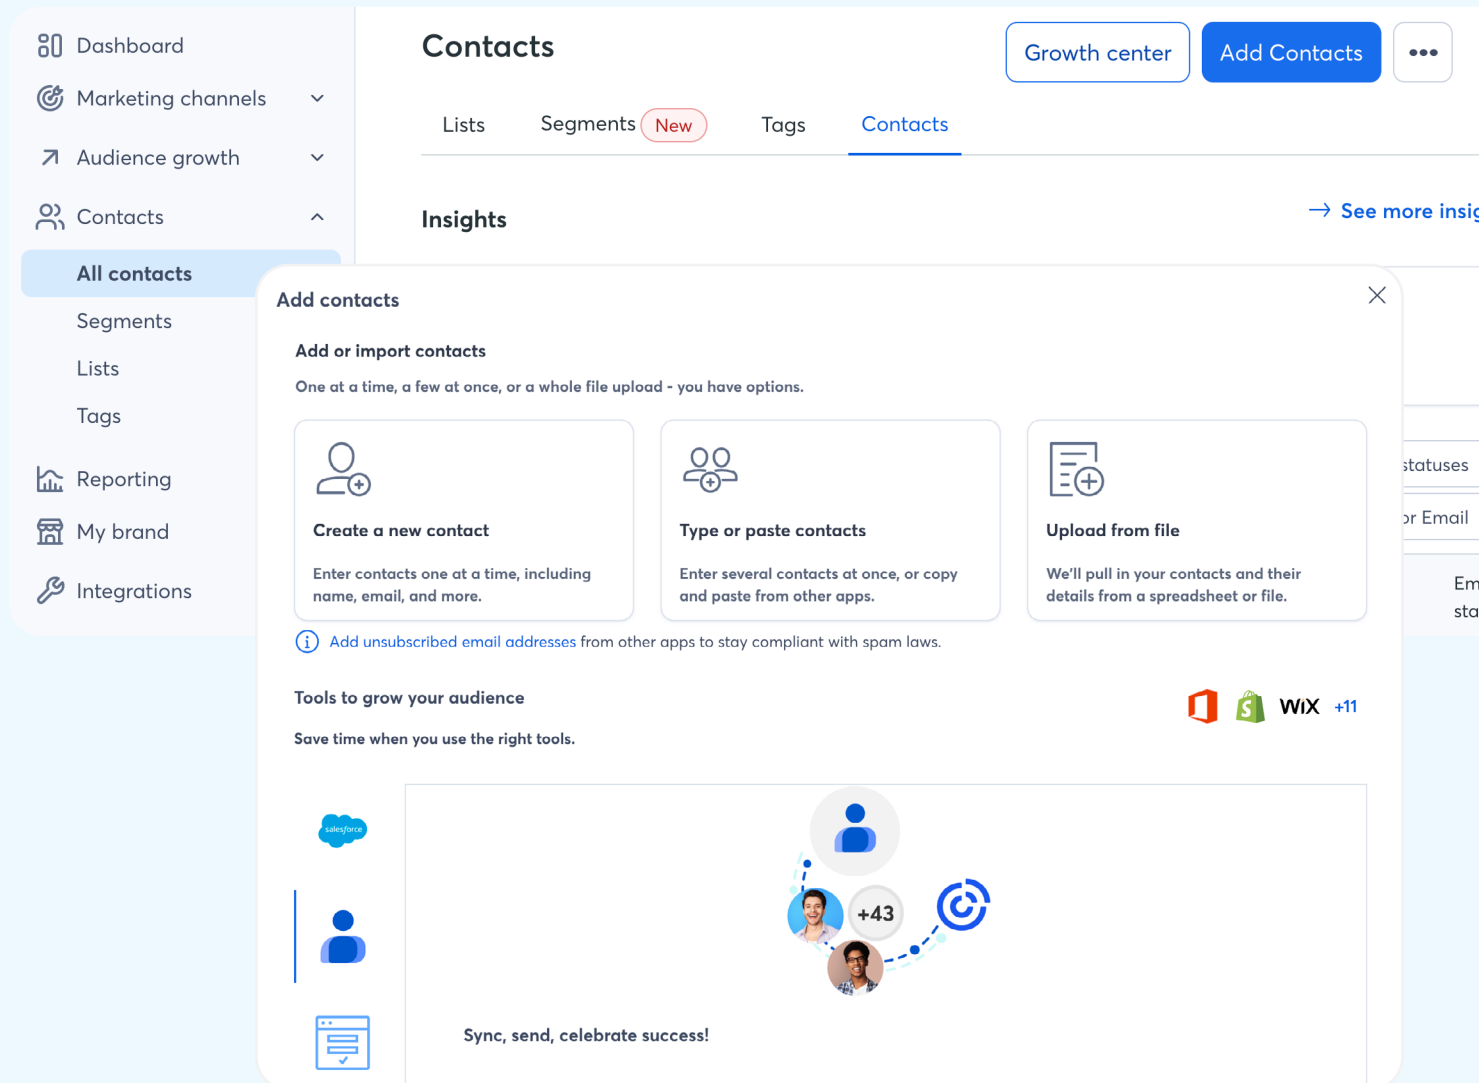 Dashboard
Marketing channels
Audience growth
Contacts
All contacts
Segments
Lists
Tags
Reporting
My brand
Integrations
Contacts
Growth center
Add Contacts
Lists
Segments New
Tags
Contacts
Insights
See more insig
statuses
or Email
Em
sta
Add contacts
Add or import contacts
One at a time, a few at once, or a whole file upload - you have options.
Create a new contact
Enter contacts one at a time, including
name, email, and more.
Type or paste contacts
Enter several contacts at once, or copy
and paste from other apps.
Upload from file
We'll pull in your contacts and their
details from a spreadsheet or file.
Add unsubscribed email addresses from other apps to stay compliant with spam laws.
Tools to grow your audience
WiX +11
Save time when you use the right tools.
salesforce
+43
Sync, send, celebrate success!